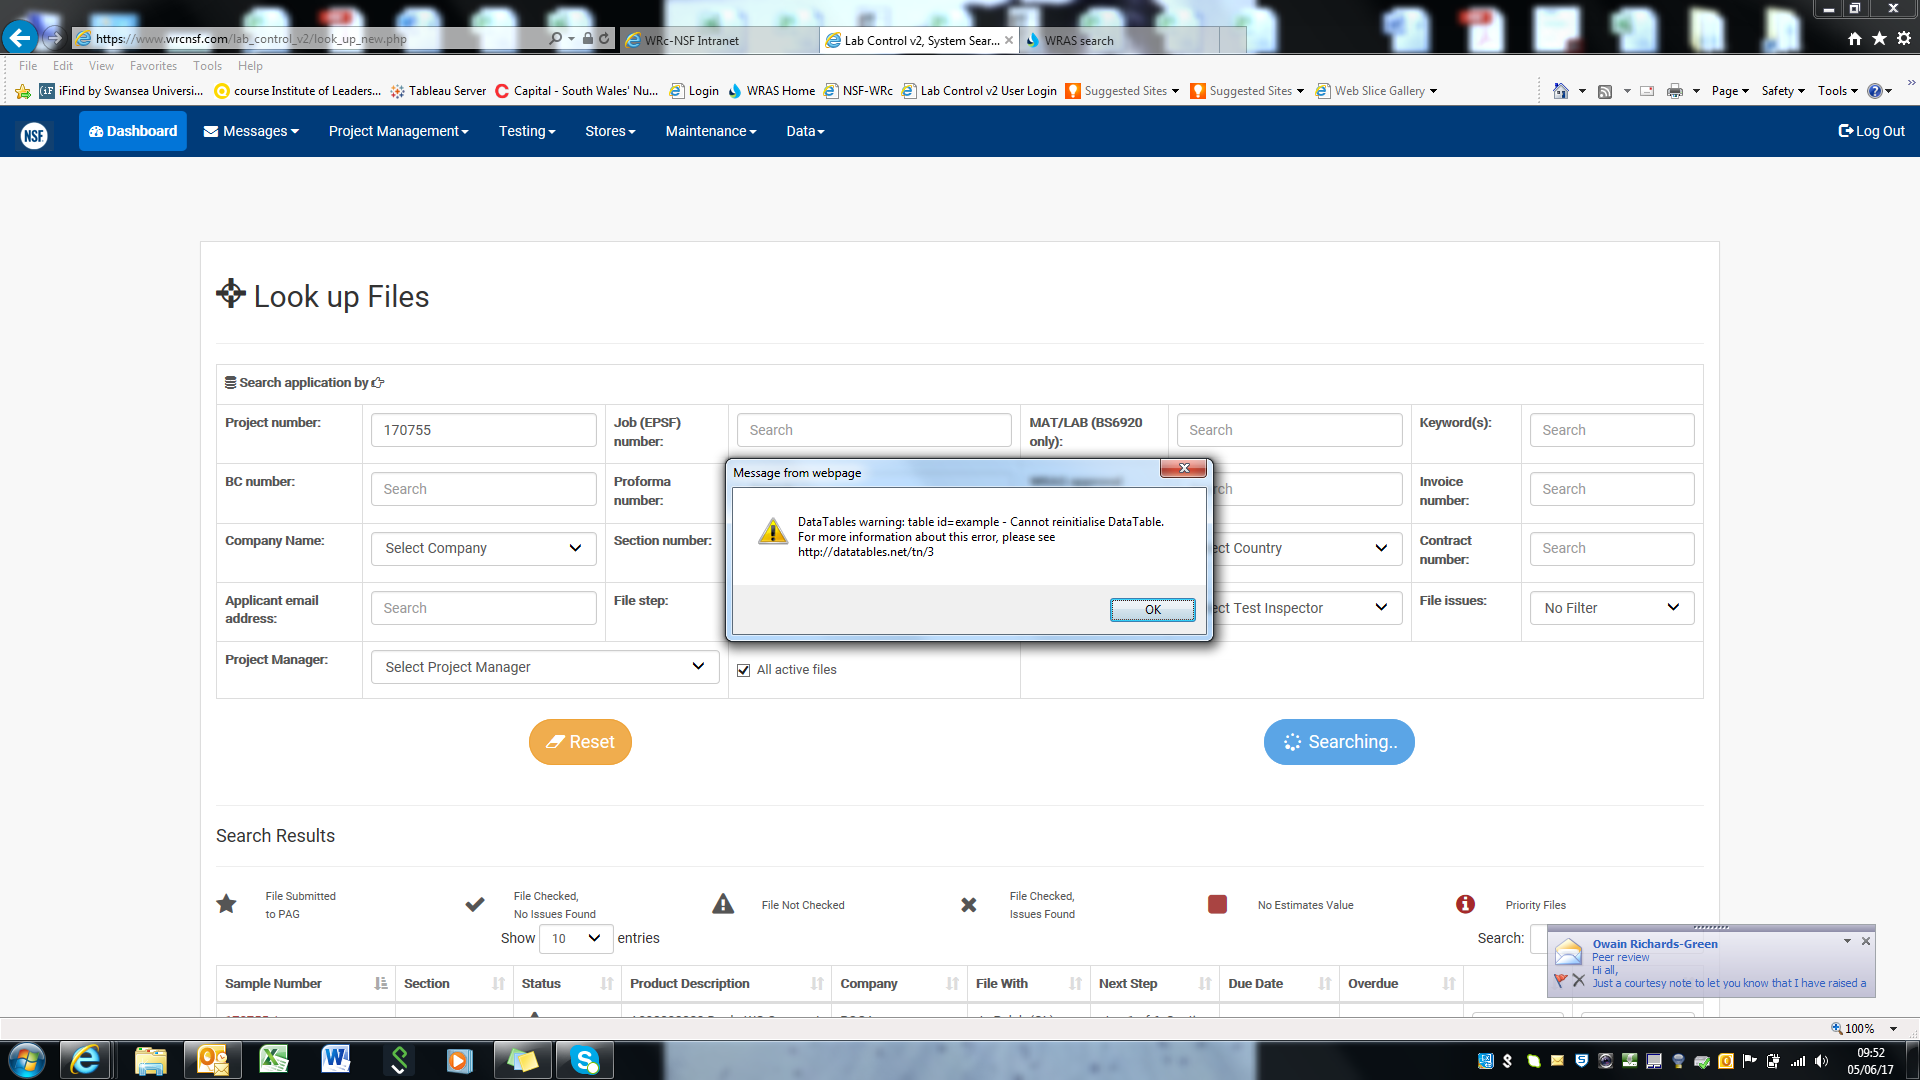 https://www.wrcnsf.com/lab_control_v2/look_up_new.php
WRc-NSF Intranet
Lab Control v2, System Sear...
WRAS search
File Edit View Favorites Tools Help
iFind by Swansea Universi...
course Institute of Leaders...
Tableau Server
Capital - South Wales' Nu...
Login
WRAS Home
NSF-WRc
Lab Control v2 User Login
Suggested Sites
Suggested Sites
Web Slice Gallery
Page
Safety
Tools
NSF
Dashboard
Messages
Project Management
Testing
Stores
Maintenance
Data
Log Out
Look up Files
Search application by
Project number:
170755
Job (EPSF)
number:
Search
MAT/LAB (BS6920
only):
Search
Keyword(s):
Search
BC number:
Search
Proforma
number:
rch
Invoice
number:
Search
Company Name:
Select Company
Section number:
ect Country
Contract
number:
Search
Applicant email
address:
Search
File step:
ect Test Inspector
File issues:
No Filter
Project Manager:
Select Project Manager
All active files
Message from webpage
DataTables warning: table id=example - Cannot reinitialise DataTable.
For more information about this error, please see
http://datatables.net/tn/3
OK
Reset
Searching..
Search Results
File Submitted
to PAG
File Checked,
No Issues Found
File Not Checked
File Checked,
Issues Found
No Estimates Value
Priority Files
Show 10 entries
Search:
Owain Richards-Green
Peer review
Hi all,
Just a courtesy note to let you know that I have raised a
Sample Number
Section
Status
Product Description
Company
File With
Next Step
Due Date
Overdue
100%
09:52
05/06/17